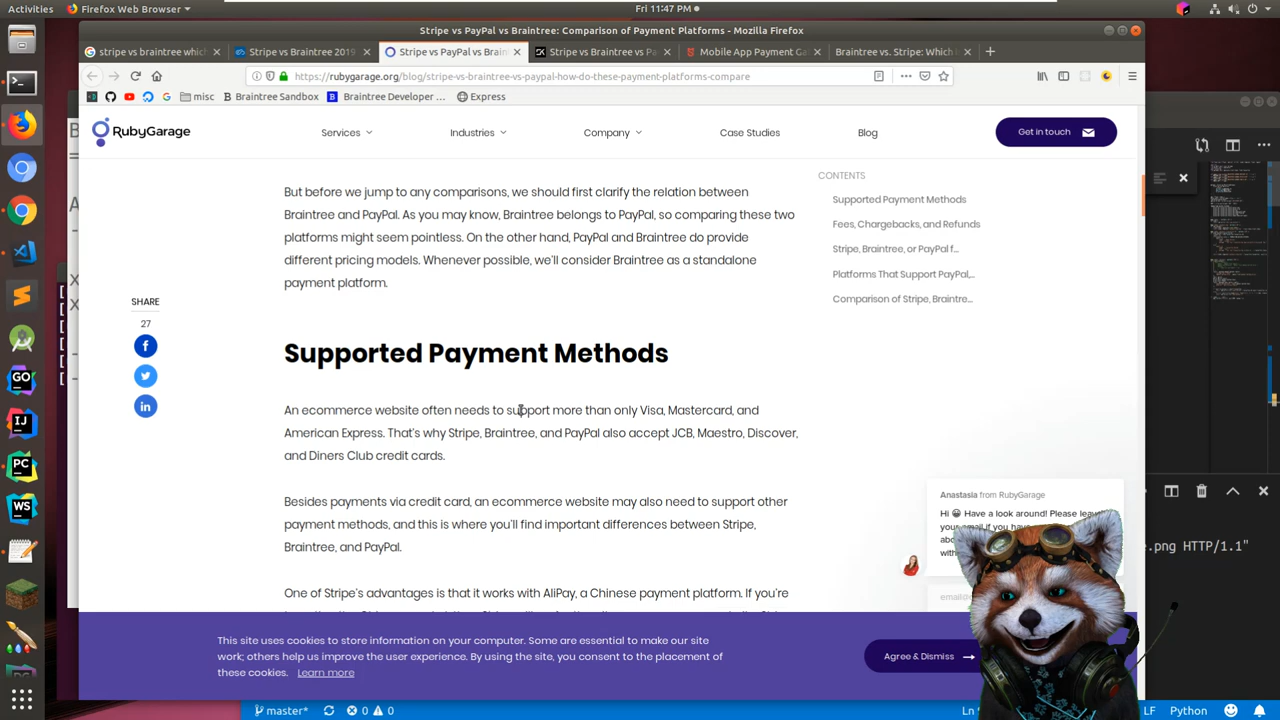 Activities
Firefox Web Browser
Fri 11:47 PM
Stripe vs PayPal vs Braintree: Comparison of Payment Platforms - Mozilla Firefox
stripe vs braintree which
Stripe vs Braintree 2019
Stripe vs PayPal vs Brain
Stripe vs Braintree vs Pa
Mobile App Payment Ga
Braintree vs. Stripe: Which
https://rubygarage.org/blog/stripe-vs-braintree-vs-paypal-how-do-these-payment-platforms-compare
misc
Braintree Sandbox
Braintree Developer ...
Express
RubyGarage
Services
Industries
Company
Case Studies
Blog
Get in touch
But before we jump to any comparisons, we should first clarify the relation between
Braintree and PayPal. As you may know, Braintree belongs to PayPal, so comparing these two
platforms might seem pointless. On the other hand, PayPal and Braintree do provide
different pricing models. Whenever possible, we'll consider Braintree as a standalone
payment platform.
CONTENTS
Supported Payment Methods
Fees, Chargebacks, and Refunds
Stripe, Braintree, or PayPal f...
Platforms That Support PayPal,...
Comparison of Stripe, Braintre...
SHARE
27
Supported Payment Methods
An ecommerce website often needs to support more than only Visa, Mastercard, and
American Express. That's why Stripe, Braintree, and PayPal also accept JCB, Maestro, Discover,
and Diners Club credit cards.
Besides payments via credit card, an ecommerce website may also need to support other
payment methods, and this is where you'll find important differences between Stripe,
Braintree, and PayPal.
One of Stripe's advantages is that it works with AliPay, a Chinese payment platform. If you're
Anastasia from RubyGarage
Hi 😀 Have a look around! Please
your email if you have
email@
e.png HTTP/1.1"
This site uses cookies to store information on your computer. Some are essential to make our site
work; others help us improve the user experience. By using the site, you consent to the placement of
these cookies. Learn more
Agree & Dismiss
master*
0
0
LF
Python